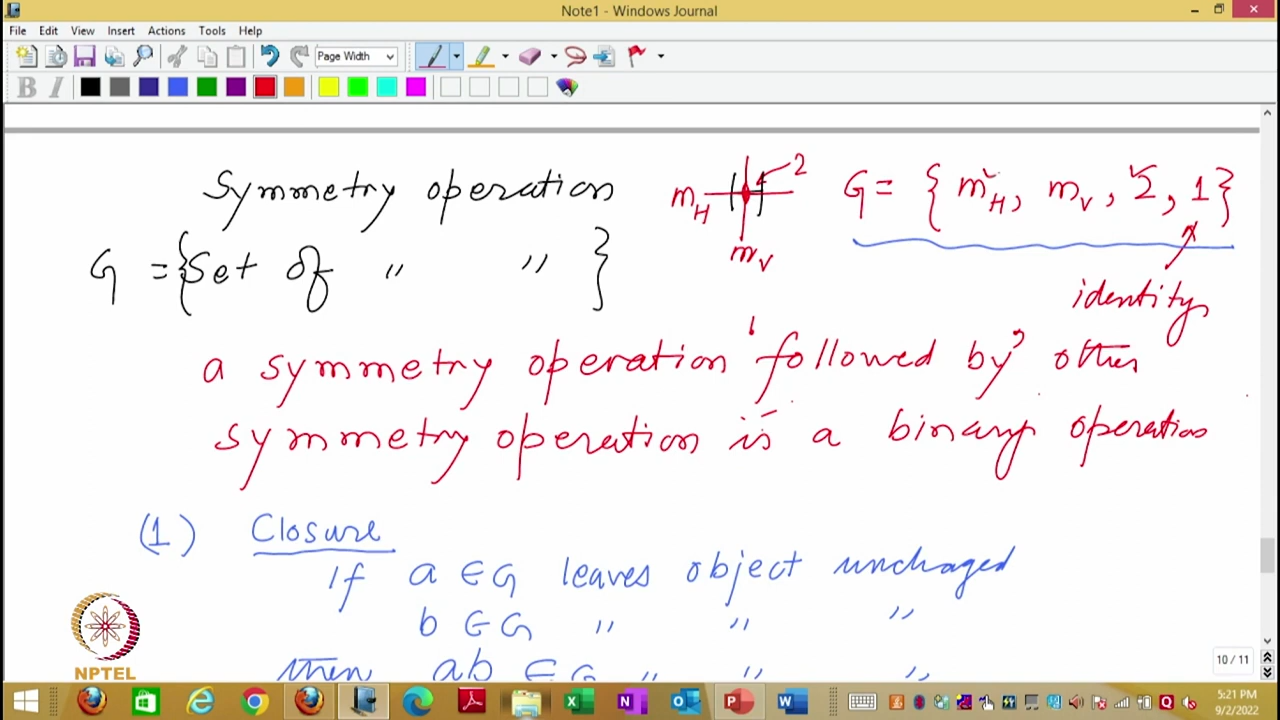 Note1 - Windows Journal
File Edit View Insert Actions Tools Help
Page Width
B I
Symmetry operation
m_H 2 m_V
G = { m_H, m_V, 2, 1 }
identity
G = {Set of " " }
a symmetry operation followed by other
symmetry operation is a binary operation
(1) Closure
If a ∈ G leaves object unchaged
b ∈ G " " "
then ab ∈ G " " "
NPTEL
10 / 11
5:21 PM
9/2/2022